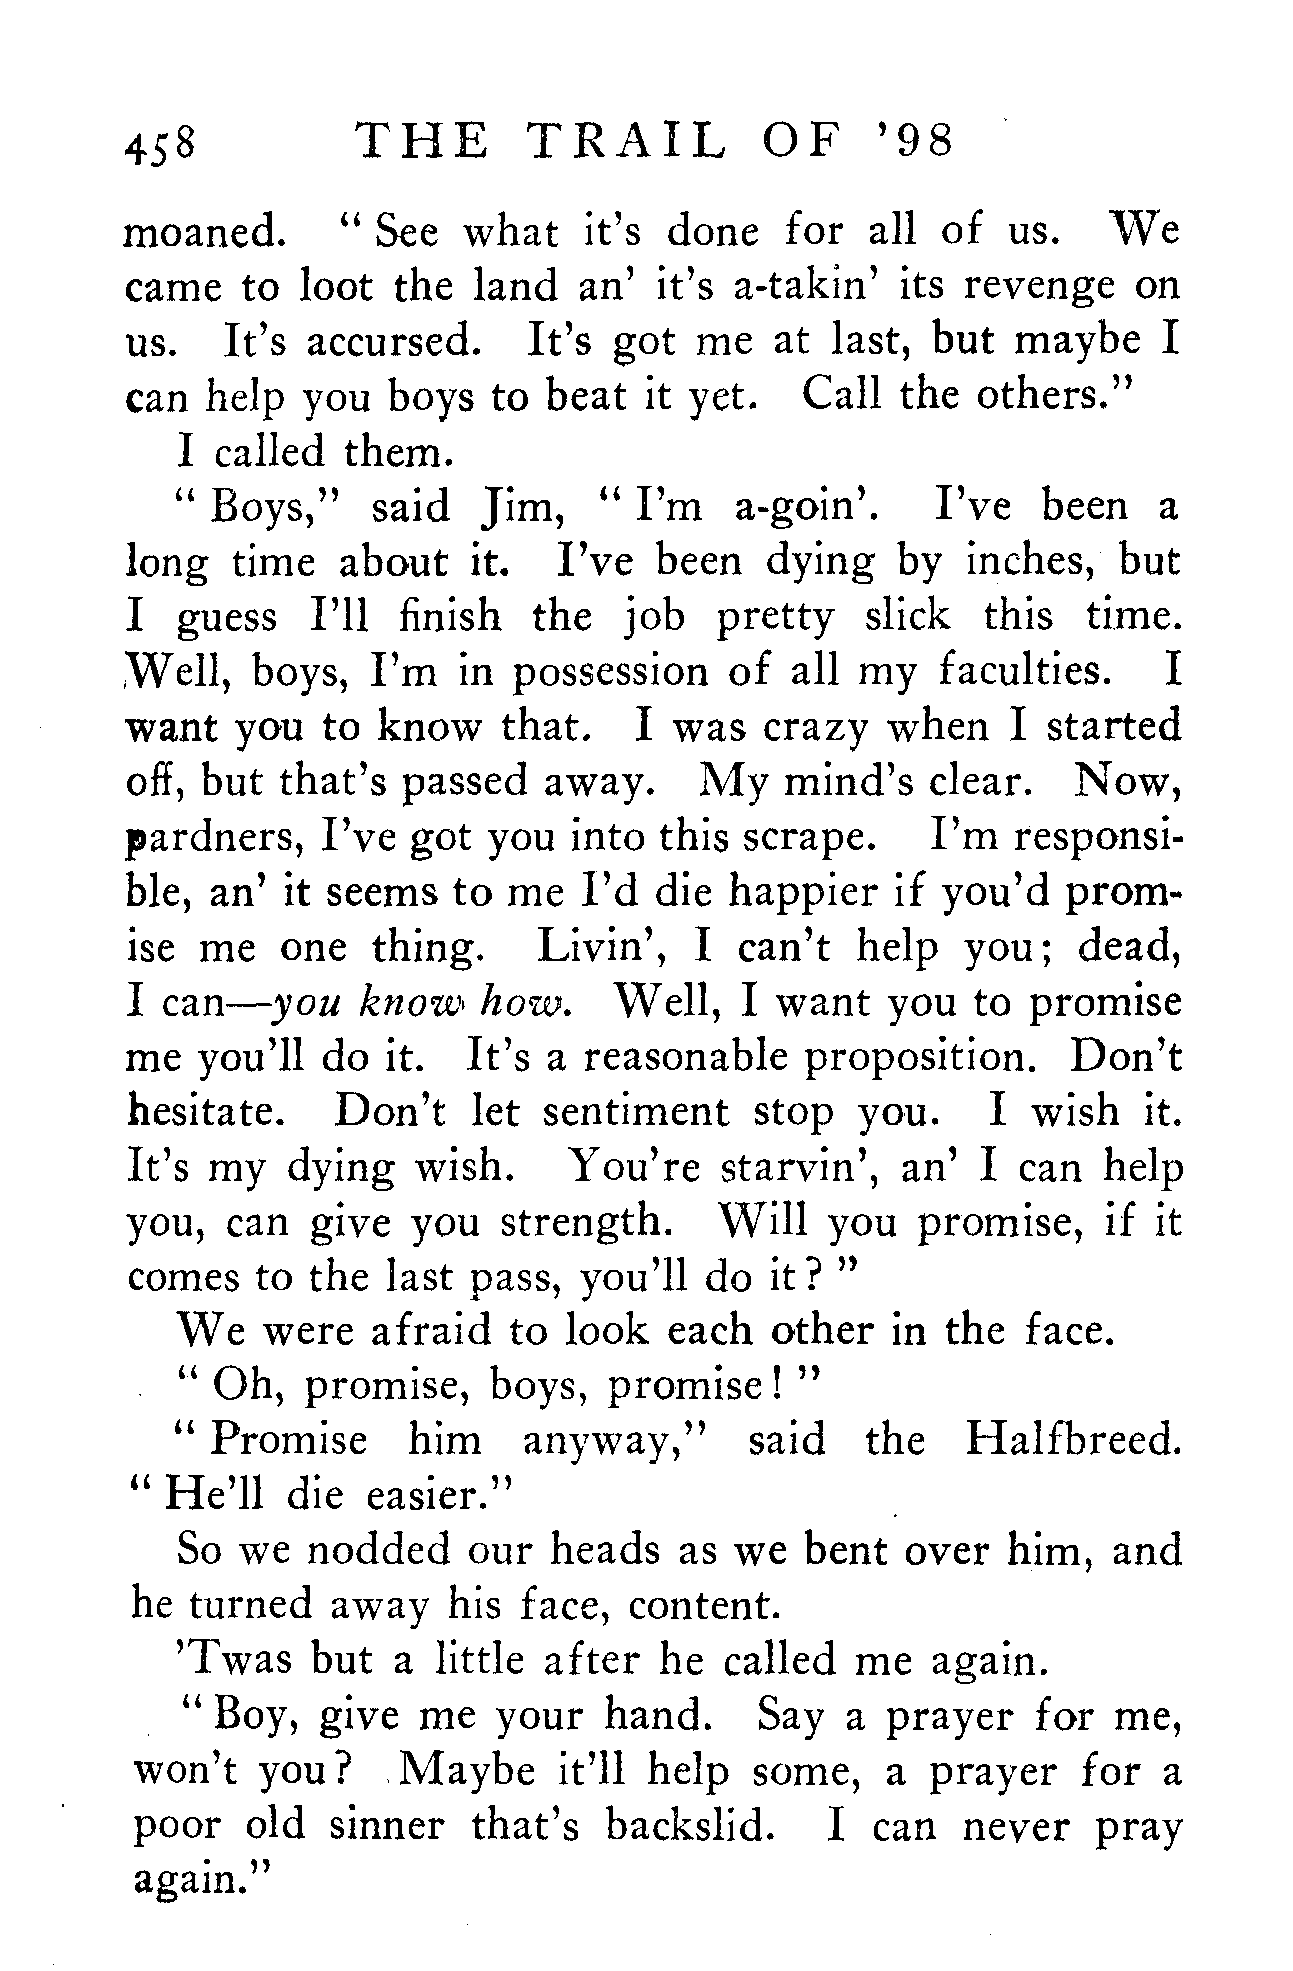 458 THE TRAIL OF '98
moaned. “ See what it's done for all of us. We
came to loot the land an' it's a-takin' its revenge on
us. It's accursed. It's got me at last, but maybe I
can help you boys to beat it yet. Call the others.”
I called them.
“ Boys,” said Jim, “ I'm a-goin'. I've been a
long time about it. I've been dying by inches, but
I guess I'll finish the job pretty slick this time.
Well, boys, I'm in possession of all my faculties. I
want you to know that. I was crazy when I started
off, but that's passed away. My mind's clear. Now,
pardners, I've got you into this scrape. I'm responsi-
ble, an' it seems to me I'd die happier if you'd prom-
ise me one thing. Livin', I can't help you; dead,
I can—you know how. Well, I want you to promise
me you'll do it. It's a reasonable proposition. Don't
hesitate. Don't let sentiment stop you. I wish it.
It's my dying wish. You're starvin', an' I can help
you, can give you strength. Will you promise, if it
comes to the last pass, you'll do it? ”
We were afraid to look each other in the face.
“ Oh, promise, boys, promise! ”
“ Promise him anyway,” said the Halfbreed.
“ He'll die easier.”
So we nodded our heads as we bent over him, and
he turned away his face, content.
'Twas but a little after he called me again.
“ Boy, give me your hand. Say a prayer for me,
won't you? Maybe it'll help some, a prayer for a
poor old sinner that's backslid. I can never pray
again.”